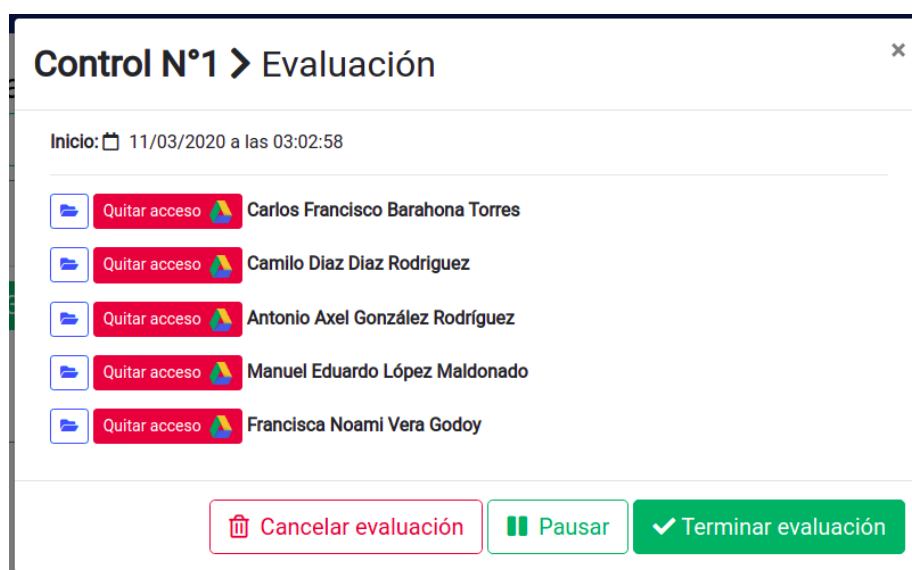 Control N°1 > Evaluación
×
Inicio: 11/03/2020 a las 03:02:58
Quitar acceso Carlos Francisco Barahona Torres
Quitar acceso Camilo Diaz Diaz Rodriguez
Quitar acceso Antonio Axel González Rodríguez
Quitar acceso Manuel Eduardo López Maldonado
Quitar acceso Francisca Noami Vera Godoy
Cancelar evaluación Pausar Terminar evaluación